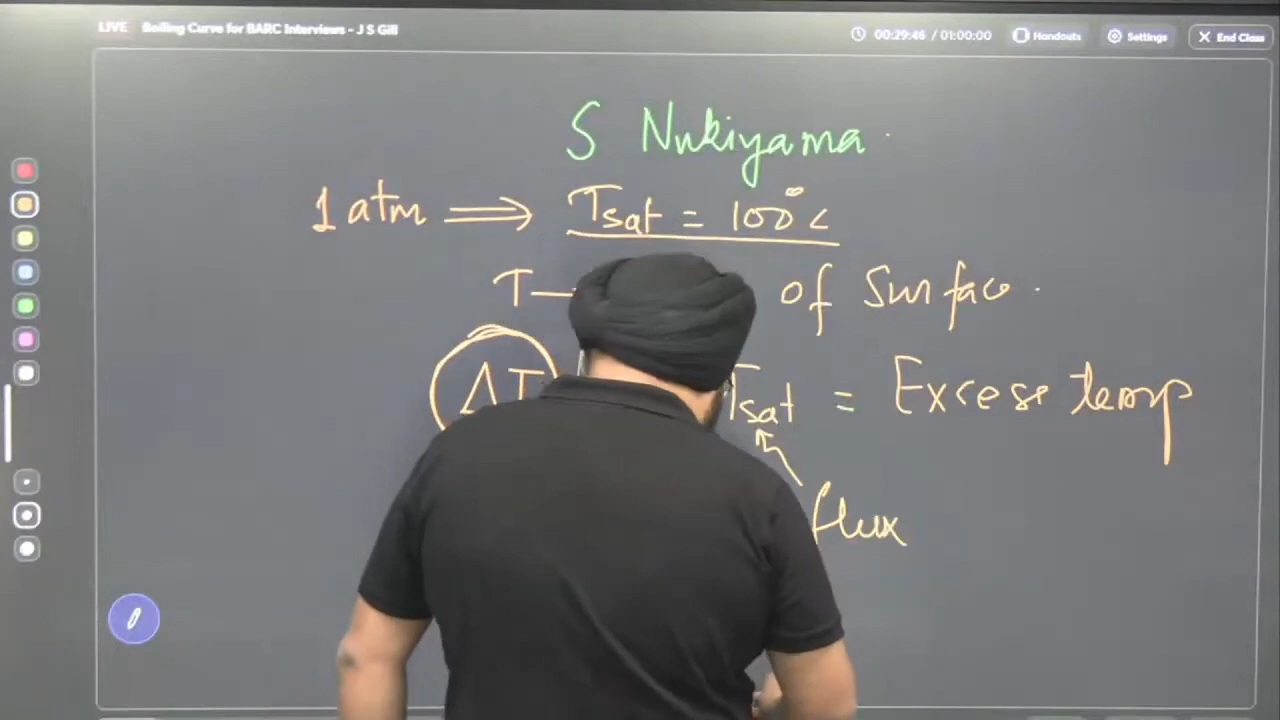 LIVE Boiling Curve for BARC Interviews - J S Gill
00:29:46 / 01:00:00 Handouts Settings End Class
S Nukiyama
1 atm ⟹ Tsat = 100°C
T— of Surface.
ΔT Tsat = Excess temp
flux